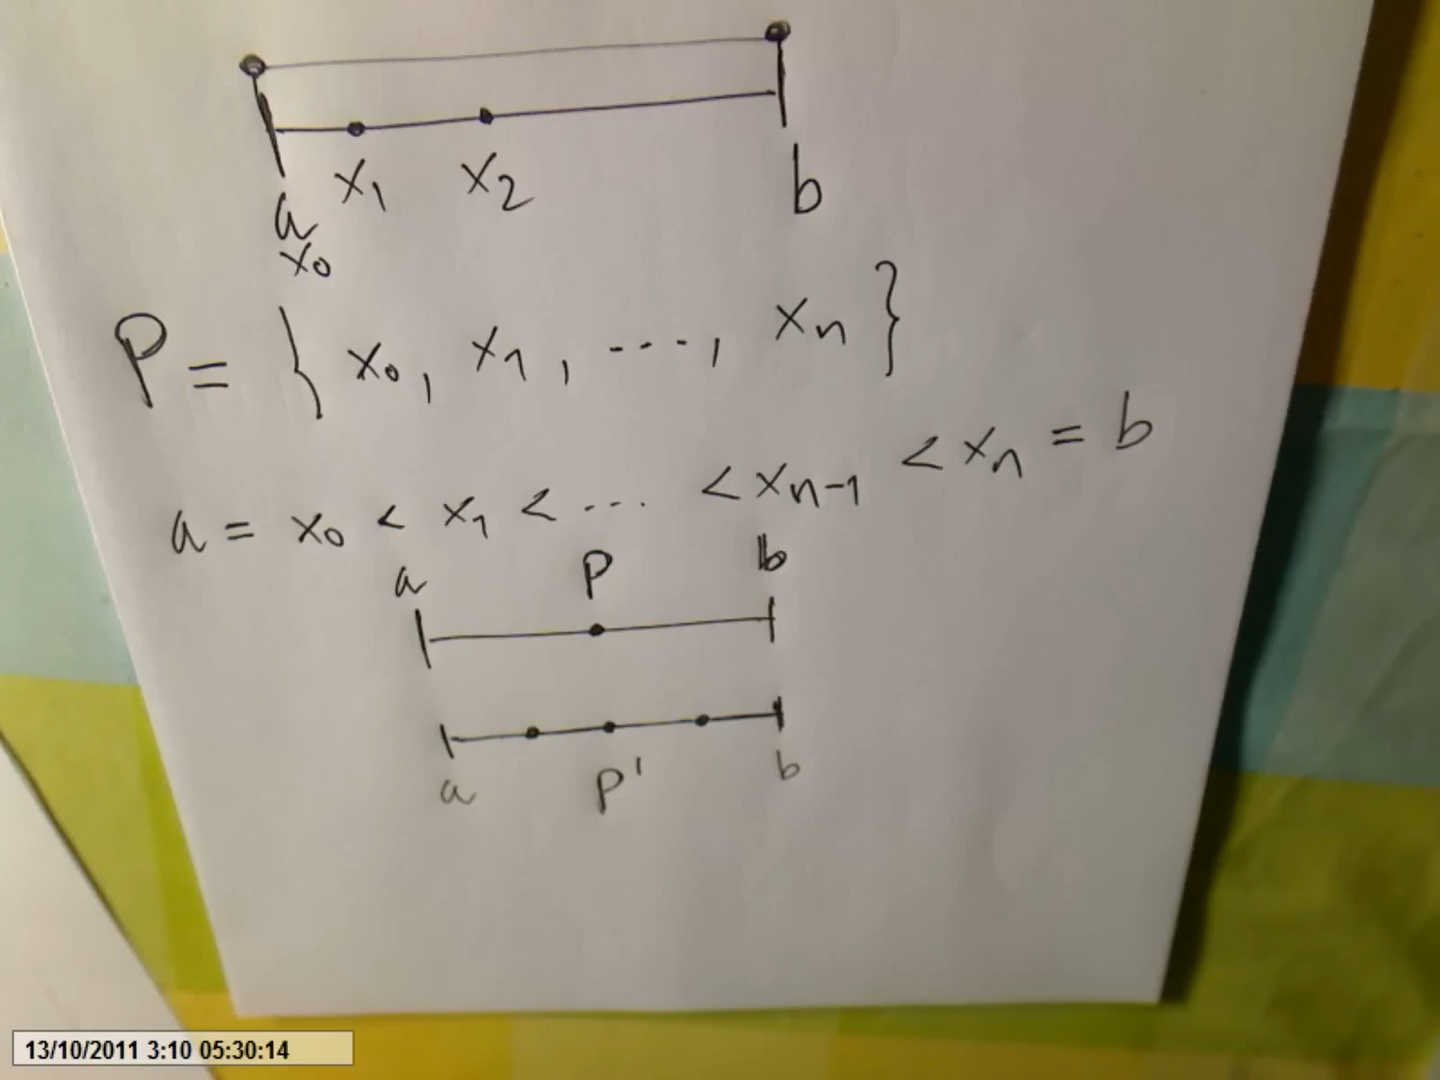 a x₁ x₂ b
x₀
P = { x₀, x₁, ---, xₙ }
a = x₀ < x₁ < ... < xₙ₋₁ < xₙ = b
a P b
a P' b
13/10/2011 3:10 05:30:14